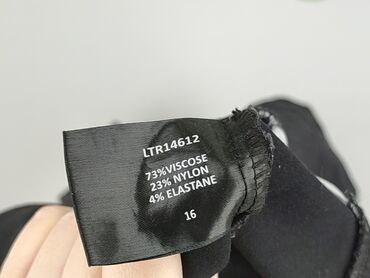 LTR14612
73%VISCOSE
23% NYLON
4% ELASTANE
16